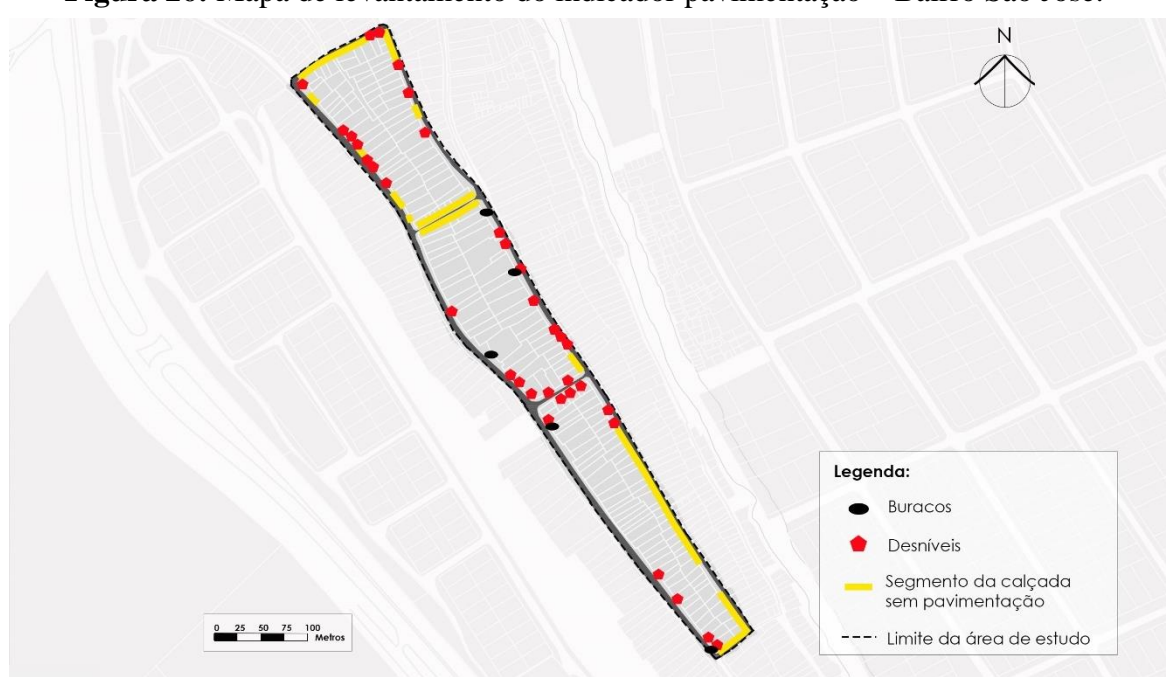 Figura 20: Mapa de levantamento do indicador pavimentação – Bairro São José.
N
Legenda:
Buracos
Desníveis
Segmento da calçada
sem pavimentação
Limite da área de estudo
0 25 50 75 100
Metros